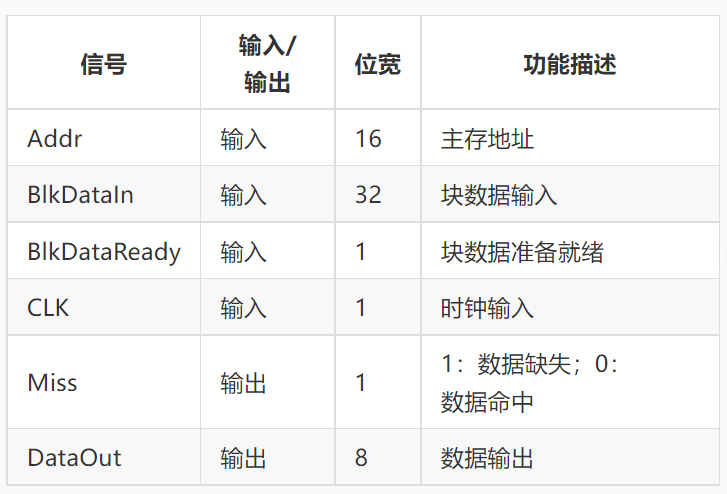 信号 输入/输出 位宽 功能描述
Addr 输入 16 主存地址
BlkDataIn 输入 32 块数据输入
BlkDataReady 输入 1 块数据准备就绪
CLK 输入 1 时钟输入
Miss 输出 1 1：数据缺失；0：
数据命中
DataOut 输出 8 数据输出